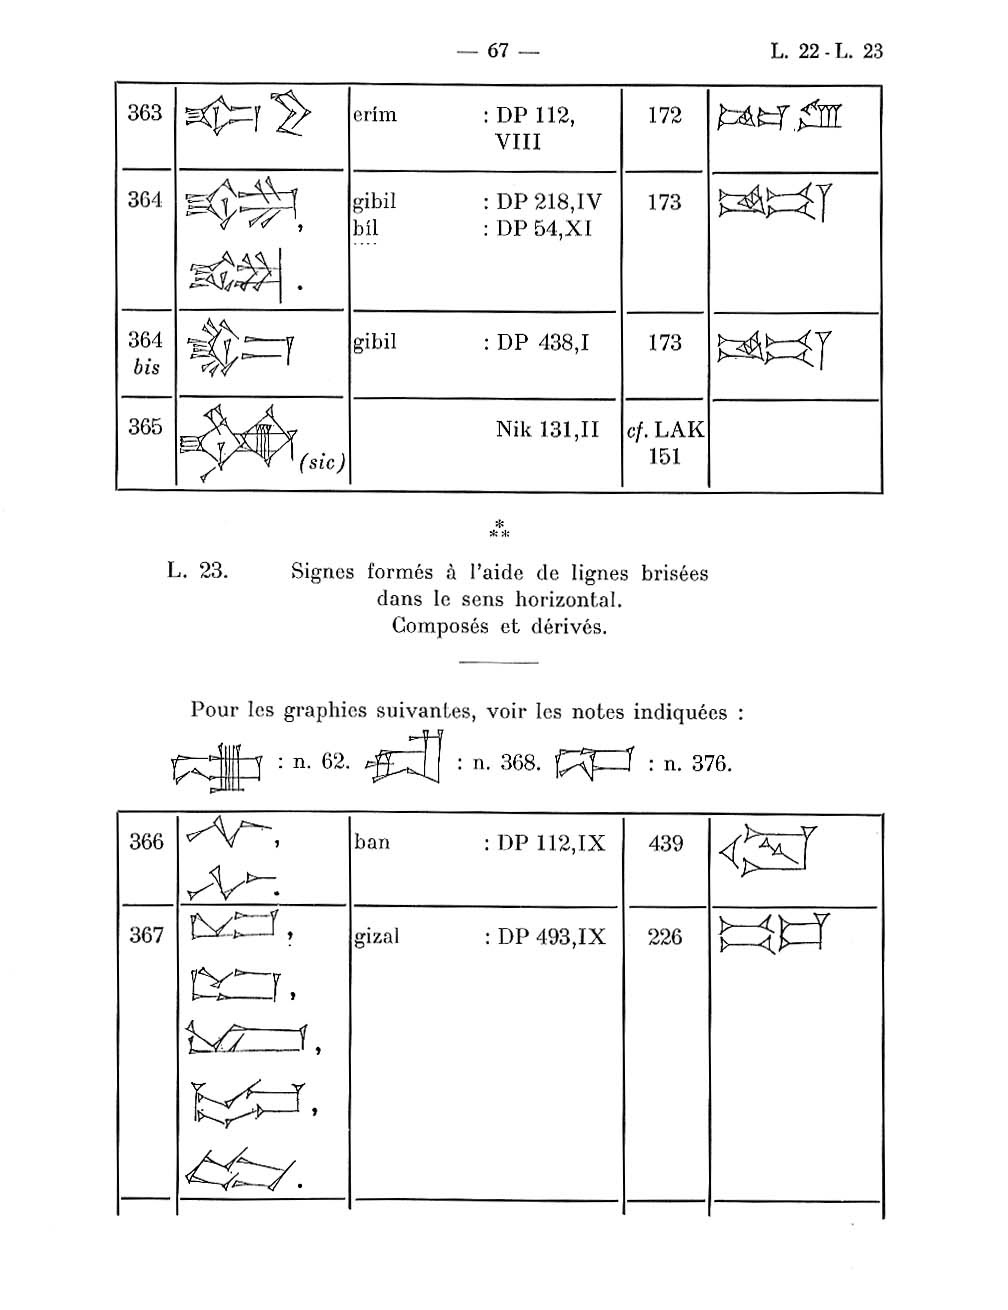 — 67 — L. 22 - L. 23
363 erím : DP 112, 172
VIII
364 gibil : DP 218,IV 173
bíl : DP 54,XI
364 gibil : DP 438,I 173
bis
365 Nik 131,II cf. LAK
(sic) 151
L. 23. Signes formés à l'aide de lignes brisées
dans le sens horizontal.
Composés et dérivés.
Pour les graphies suivantes, voir les notes indiquées :
: n. 62. : n. 368. : n. 376.
366 ban : DP 112,IX 439
367 gizal : DP 493,IX 226